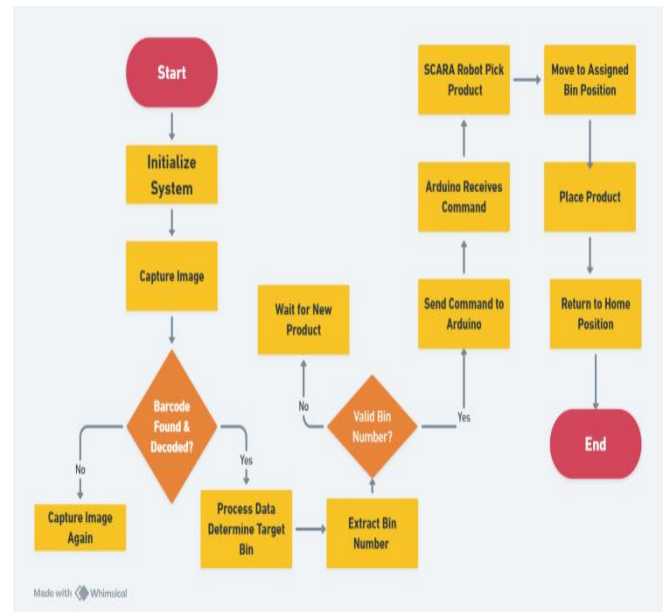 Start
Initialize
System
Capture Image
Barcode
Found &
Decoded?
No
Capture Image
Again
Yes
Process Data
Determine Target
Bin
Extract Bin
Number
Valid Bin
Number?
No
Wait for New
Product
Yes
Send Command to
Arduino
Arduino Receives
Command
SCARA Robot Pick
Product
Move to Assigned
Bin Position
Place Product
Return to Home
Position
End
Made with Whimsical